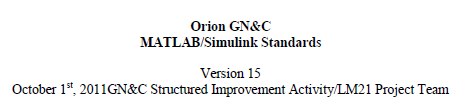 Orion GN&C
MATLAB/Simulink Standards
Version 15
October 1st, 2011GN&C Structured Improvement Activity/LM21 Project Team